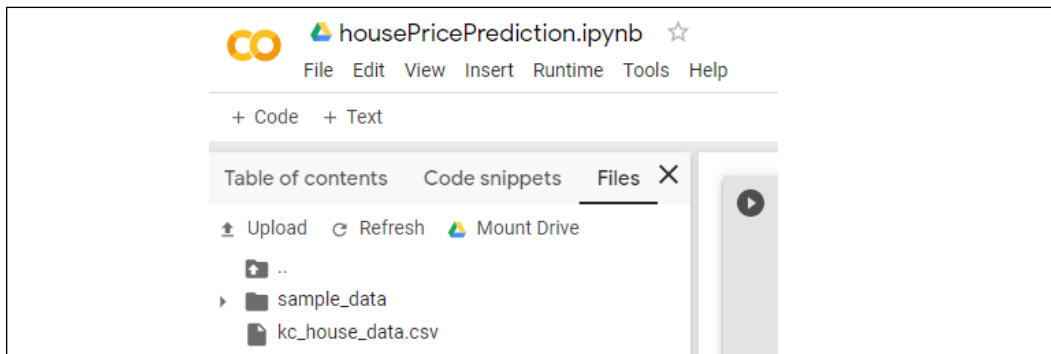 CO housePricePrediction.ipynb
File Edit View Insert Runtime Tools Help
+ Code + Text
Table of contents Code snippets Files
Upload Refresh Mount Drive
..
sample_data
kc_house_data.csv